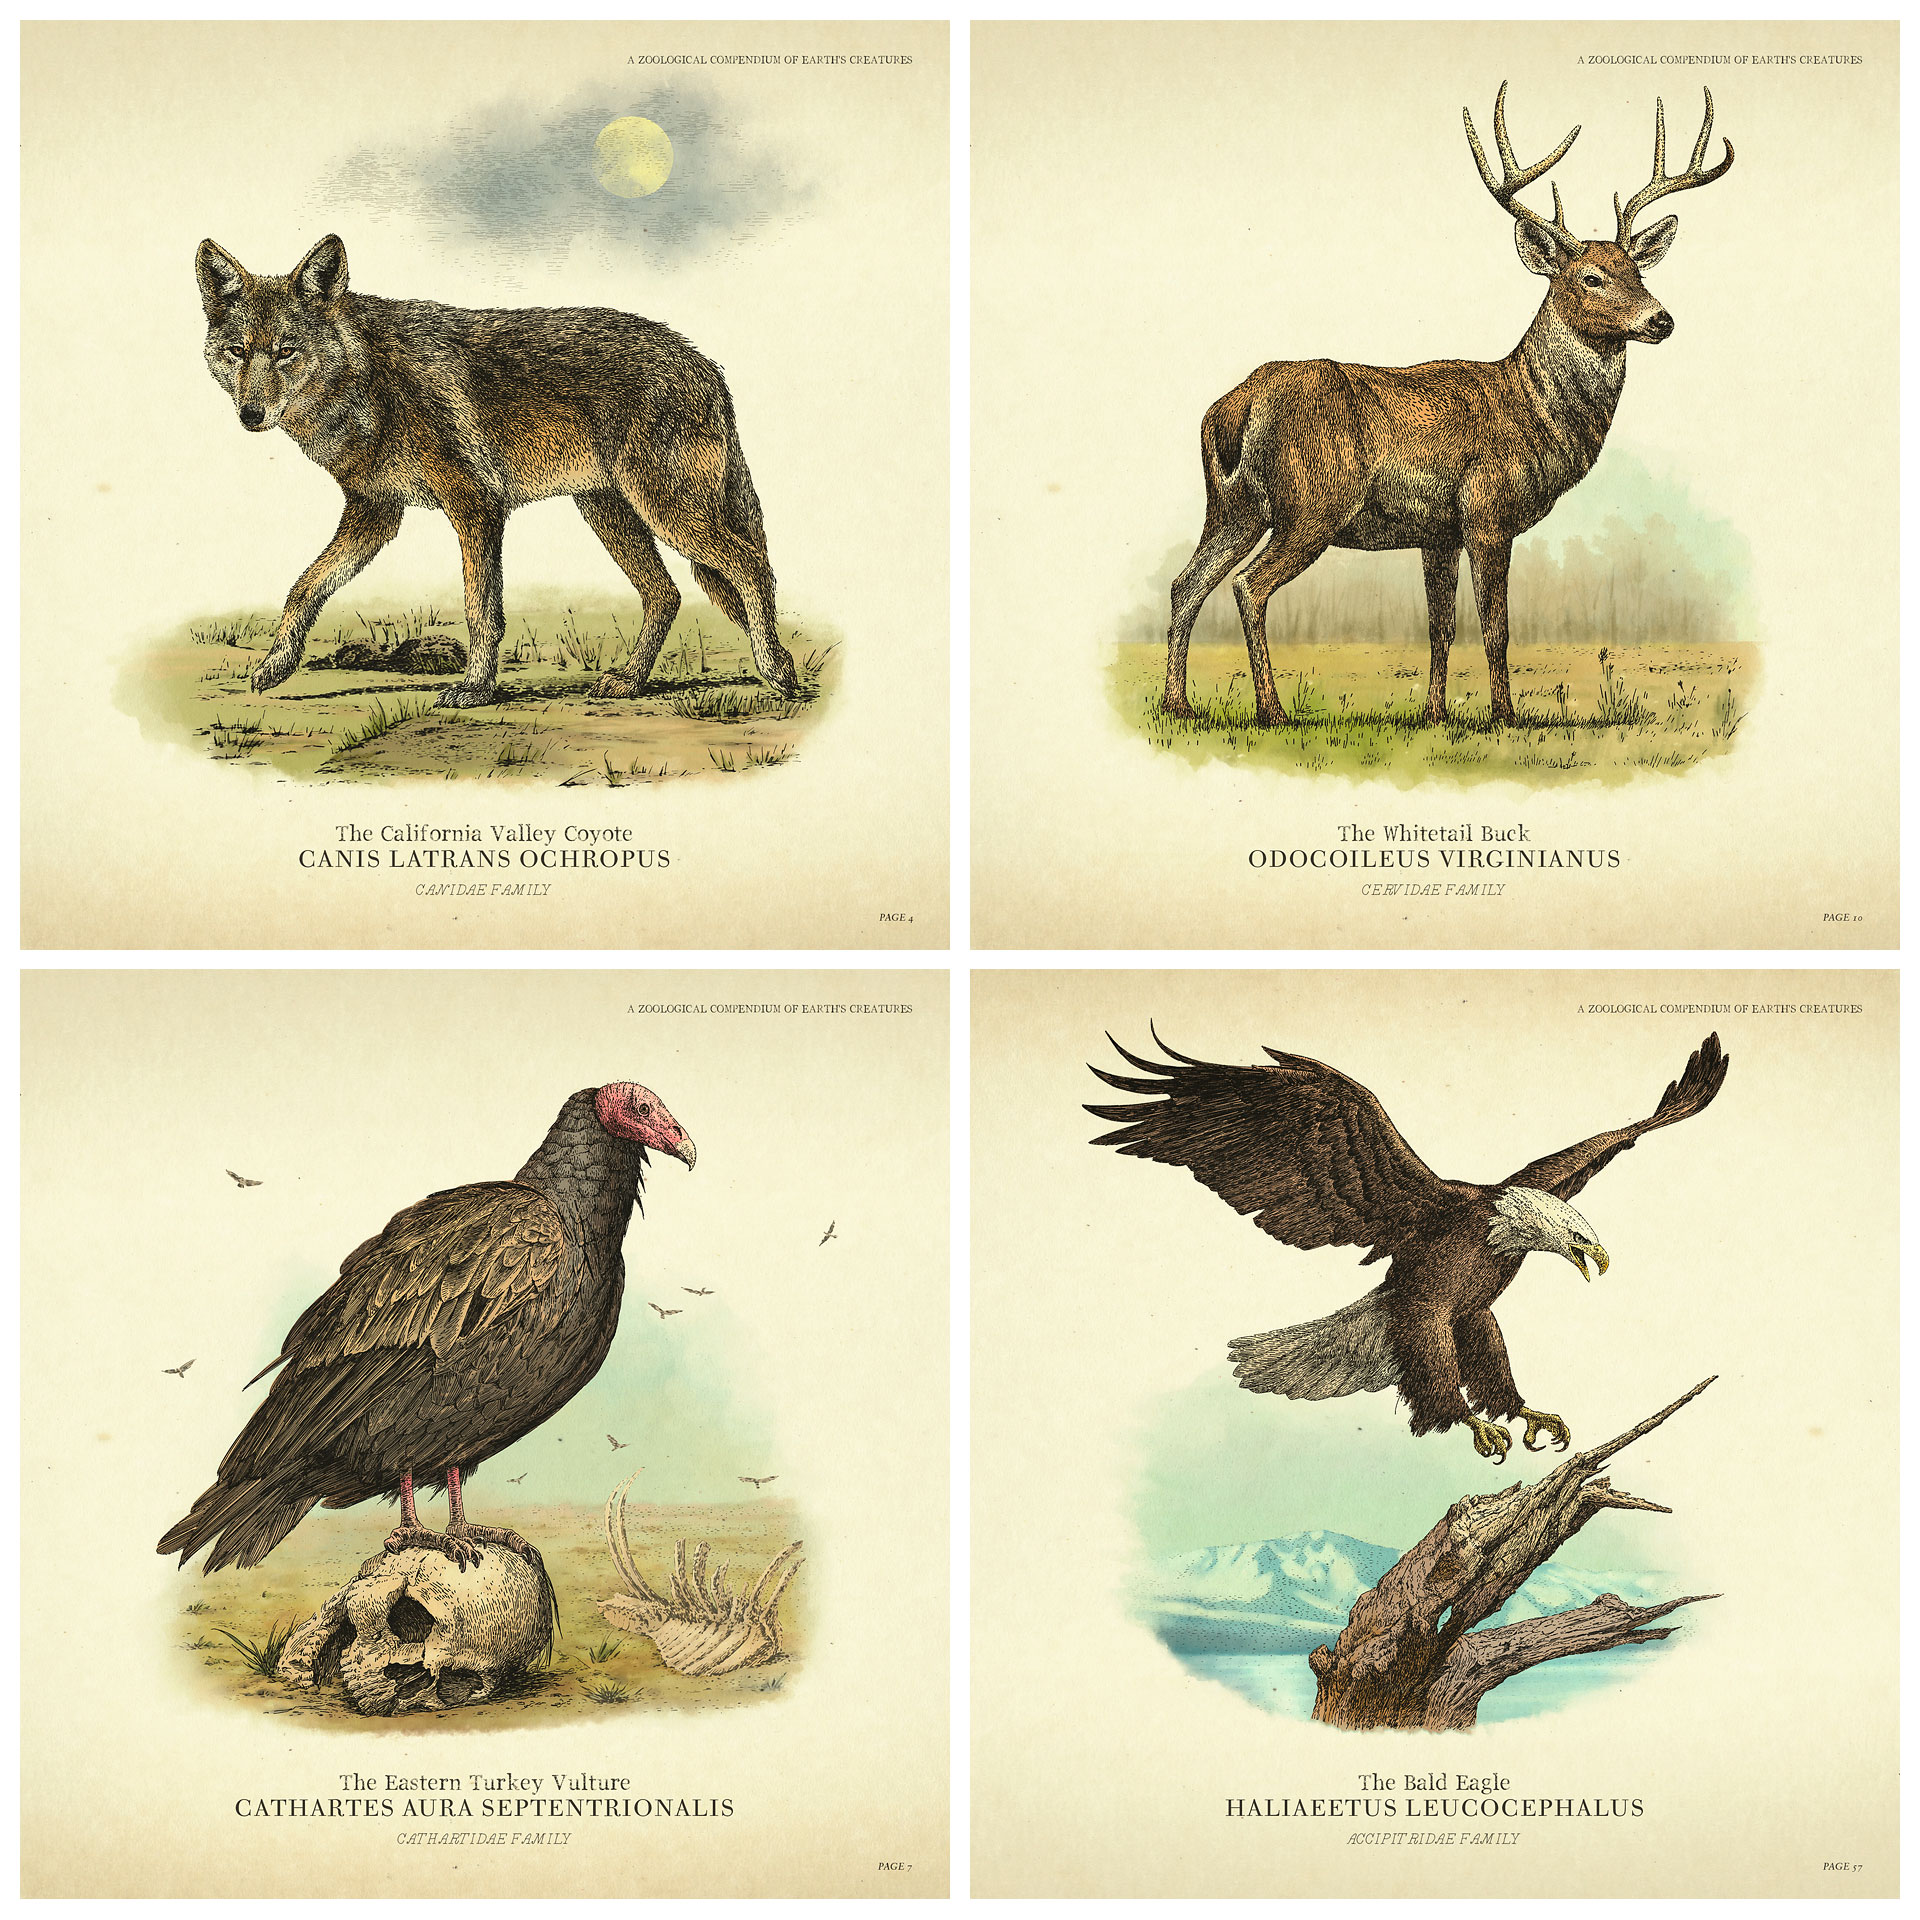 A ZOOLOGICAL COMPENDIUM OF EARTH'S CREATURES
The California Valley Coyote
CANIS LATRANS OCHROPUS
CANIDAE FAMILY
PAGE 4
A ZOOLOGICAL COMPENDIUM OF EARTH'S CREATURES
The Whitetail Buck
ODOCOILEUS VIRGINIANUS
CERVIDAE FAMILY
PAGE 10
A ZOOLOGICAL COMPENDIUM OF EARTH'S CREATURES
The Eastern Turkey Vulture
CATHARTES AURA SEPTENTRIONALIS
CATHARTIDAE FAMILY
PAGE 7
A ZOOLOGICAL COMPENDIUM OF EARTH'S CREATURES
The Bald Eagle
HALIAEETUS LEUCOCEPHALUS
ACCIPITRIDAE FAMILY
PAGE 57